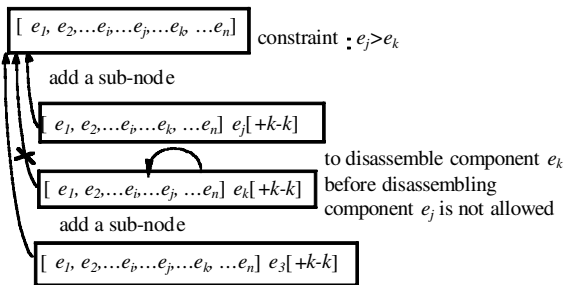 [ e1, e2,…ei,…ej,…ek, …en]
constraint : ej>ek
add a sub-node
[ e1, e2,…ei,…ek, …en] ej[+k-k]
to disassemble component ek
before disassembling
component ej is not allowed
[ e1, e2,…ei,…ej, …en] ek[+k-k]
add a sub-node
[ e1, e2,…ei,…ej,…ek, …en] e3[+k-k]